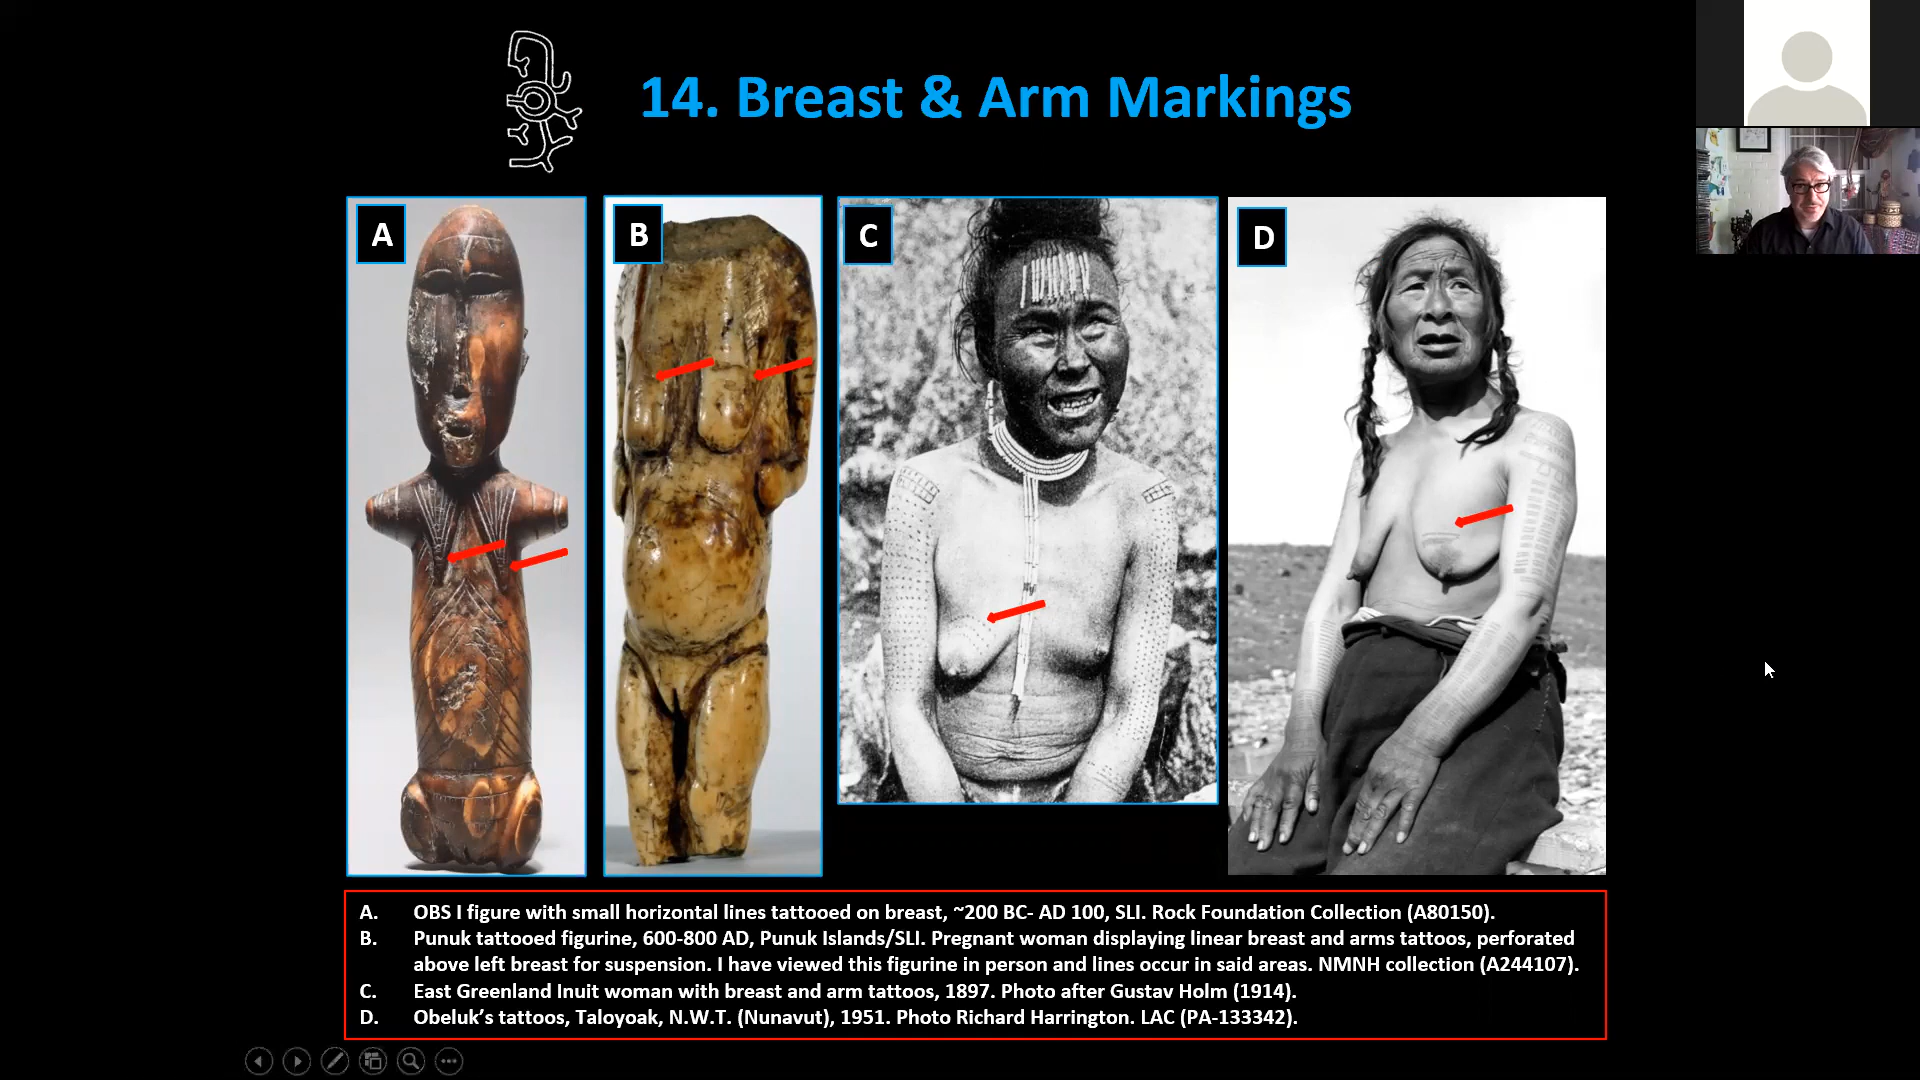 14. Breast & Arm Markings
A
B
C
D
A. OBS I figure with small horizontal lines tattooed on breast, ~200 BC- AD 100, SLI. Rock Foundation Collection (A80150).
B. Punuk tattooed figurine, 600-800 AD, Punuk Islands/SLI. Pregnant woman displaying linear breast and arms tattoos, perforated
above left breast for suspension. I have viewed this figurine in person and lines occur in said areas. NMNH collection (A244107).
C. East Greenland Inuit woman with breast and arm tattoos, 1897. Photo after Gustav Holm (1914).
D. Obeluk’s tattoos, Taloyoak, N.W.T. (Nunavut), 1951. Photo Richard Harrington. LAC (PA-133342).